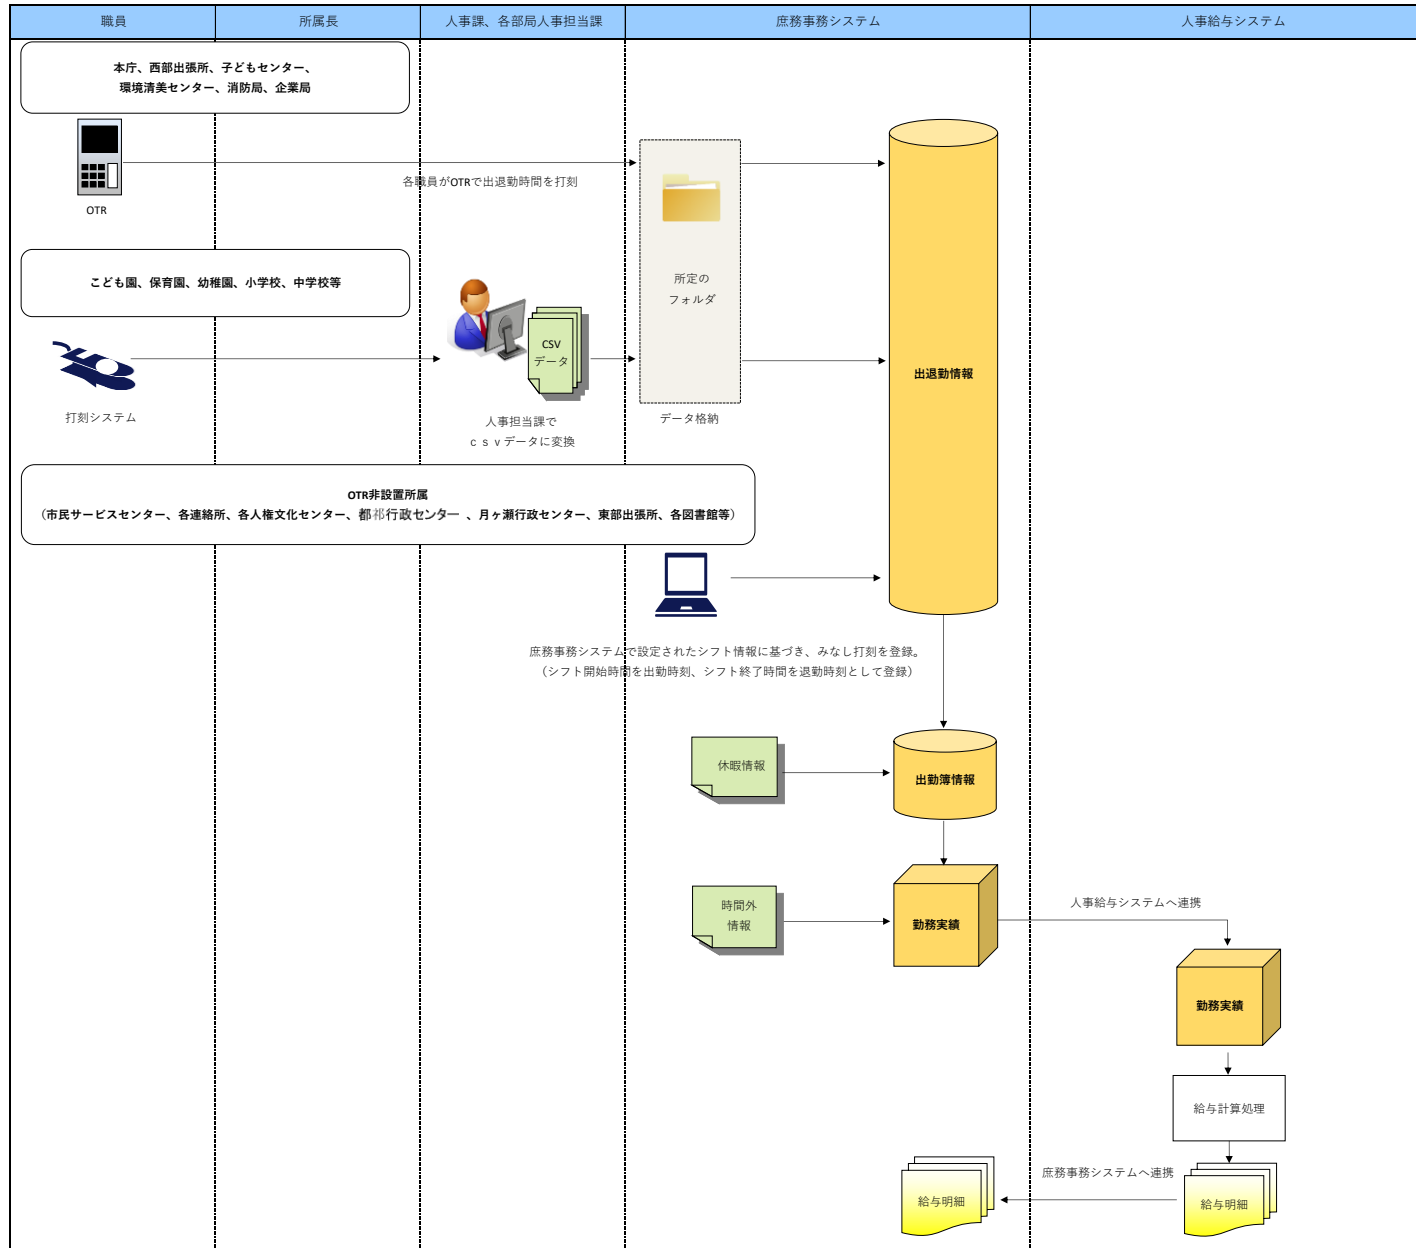 職員
所属長
人事課、各部局人事担当課
庶務事務システム
人事給与システム
本庁、西部出張所、子どもセンター、
環境清美センター、消防局、企業局
各職員がOTRで出退勤時間を打刻
OTR
こども園、保育園、幼稚園、小学校、中学校等
所定の
フォルダ
CSV
データ
出退勤情報
打刻システム
人事担当課で
ｃｓｖデータに変換
データ格納
OTR非設置所属
（市民サービスセンター、各連絡所、各人権文化センター、都祁行政センター 、月ヶ瀬行政センター、東部出張所、各図書館等）
庶務事務システムで設定されたシフト情報に基づき、みなし打刻を登録。
（シフト開始時間を出勤時刻、シフト終了時間を退勤時刻として登録）
休暇情報
出勤簿情報
時間外
情報
勤務実績
人事給与システムへ連携
勤務実績
給与計算処理
庶務事務システムへ連携
給与明細
給与明細